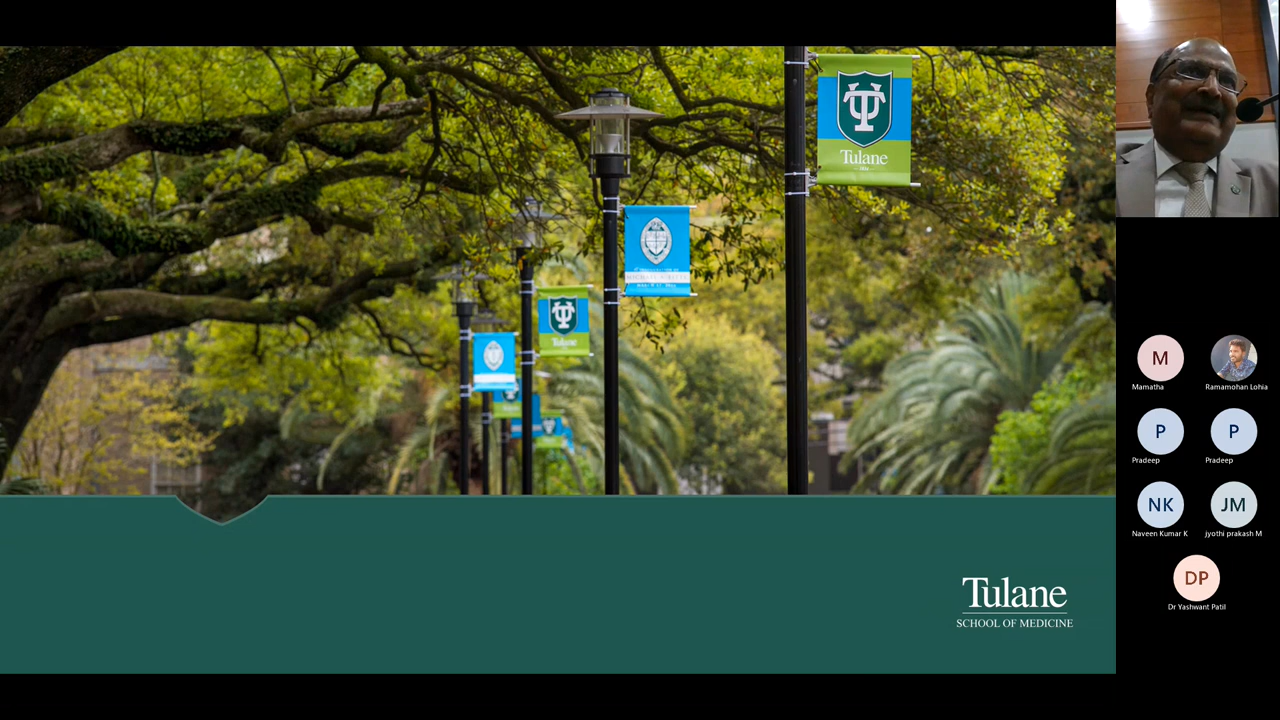 Tulane
Tulane
Tulane
SCHOOL OF MEDICINE
M
Mamatha
Ramamohan Lohia
P
Pradeep
P
Pradeep
NK
Naveen Kumar K
JM
jyothi prakash M
DP
Dr Yashwant Patil